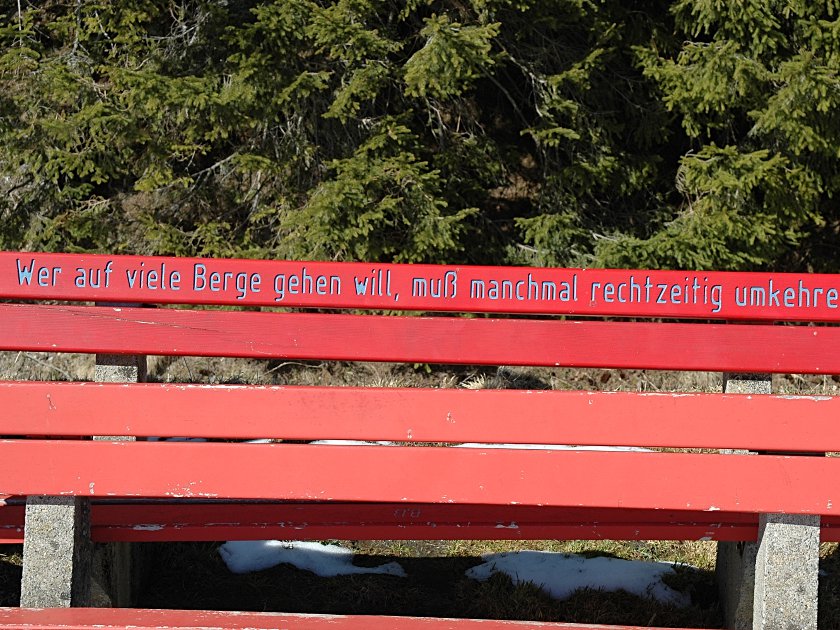 Wer auf viele Berge gehen will, muß manchmal rechtzeitig umkehre